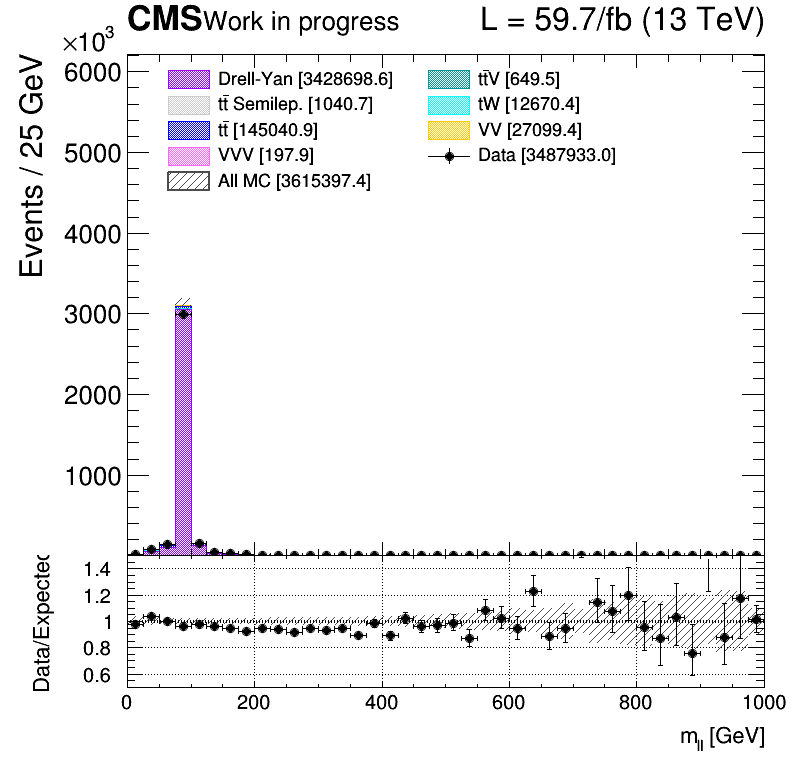 CMS Work in progress L = 59.7/fb (13 TeV)
×10³
Events / 25 GeV
6000
5000
4000
3000
2000
1000
Drell-Yan [3428698.6]
tt̄ Semilep. [1040.7]
tt̄ [145040.9]
VVV [197.9]
All MC [3615397.4]
tt̄V [649.5]
tW [12670.4]
VV [27099.4]
Data [3487933.0]
Data/Expected
1.4
1.2
1
0.8
0.6
0 200 400 600 800 1000
m_ll [GeV]